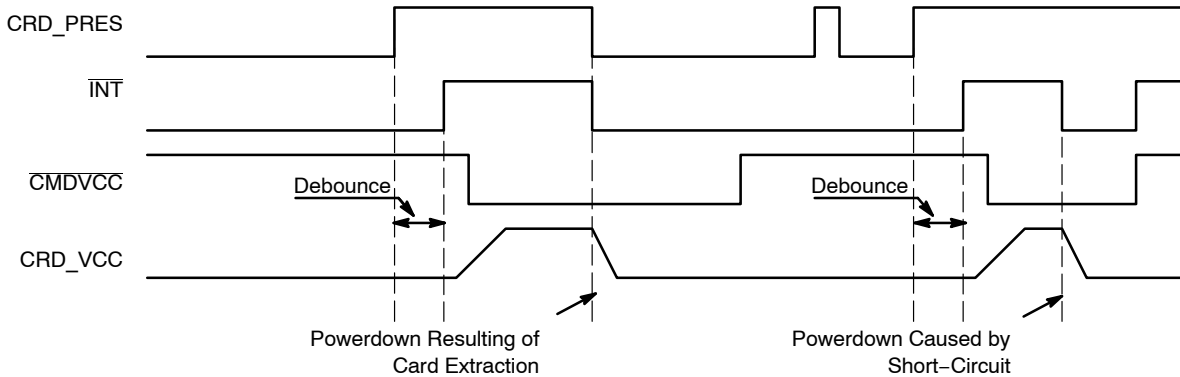 CRD_PRES
INT
CMDVCC
Debounce
Debounce
CRD_VCC
Powerdown Resulting of
Card Extraction
Powerdown Caused by
Short−Circuit